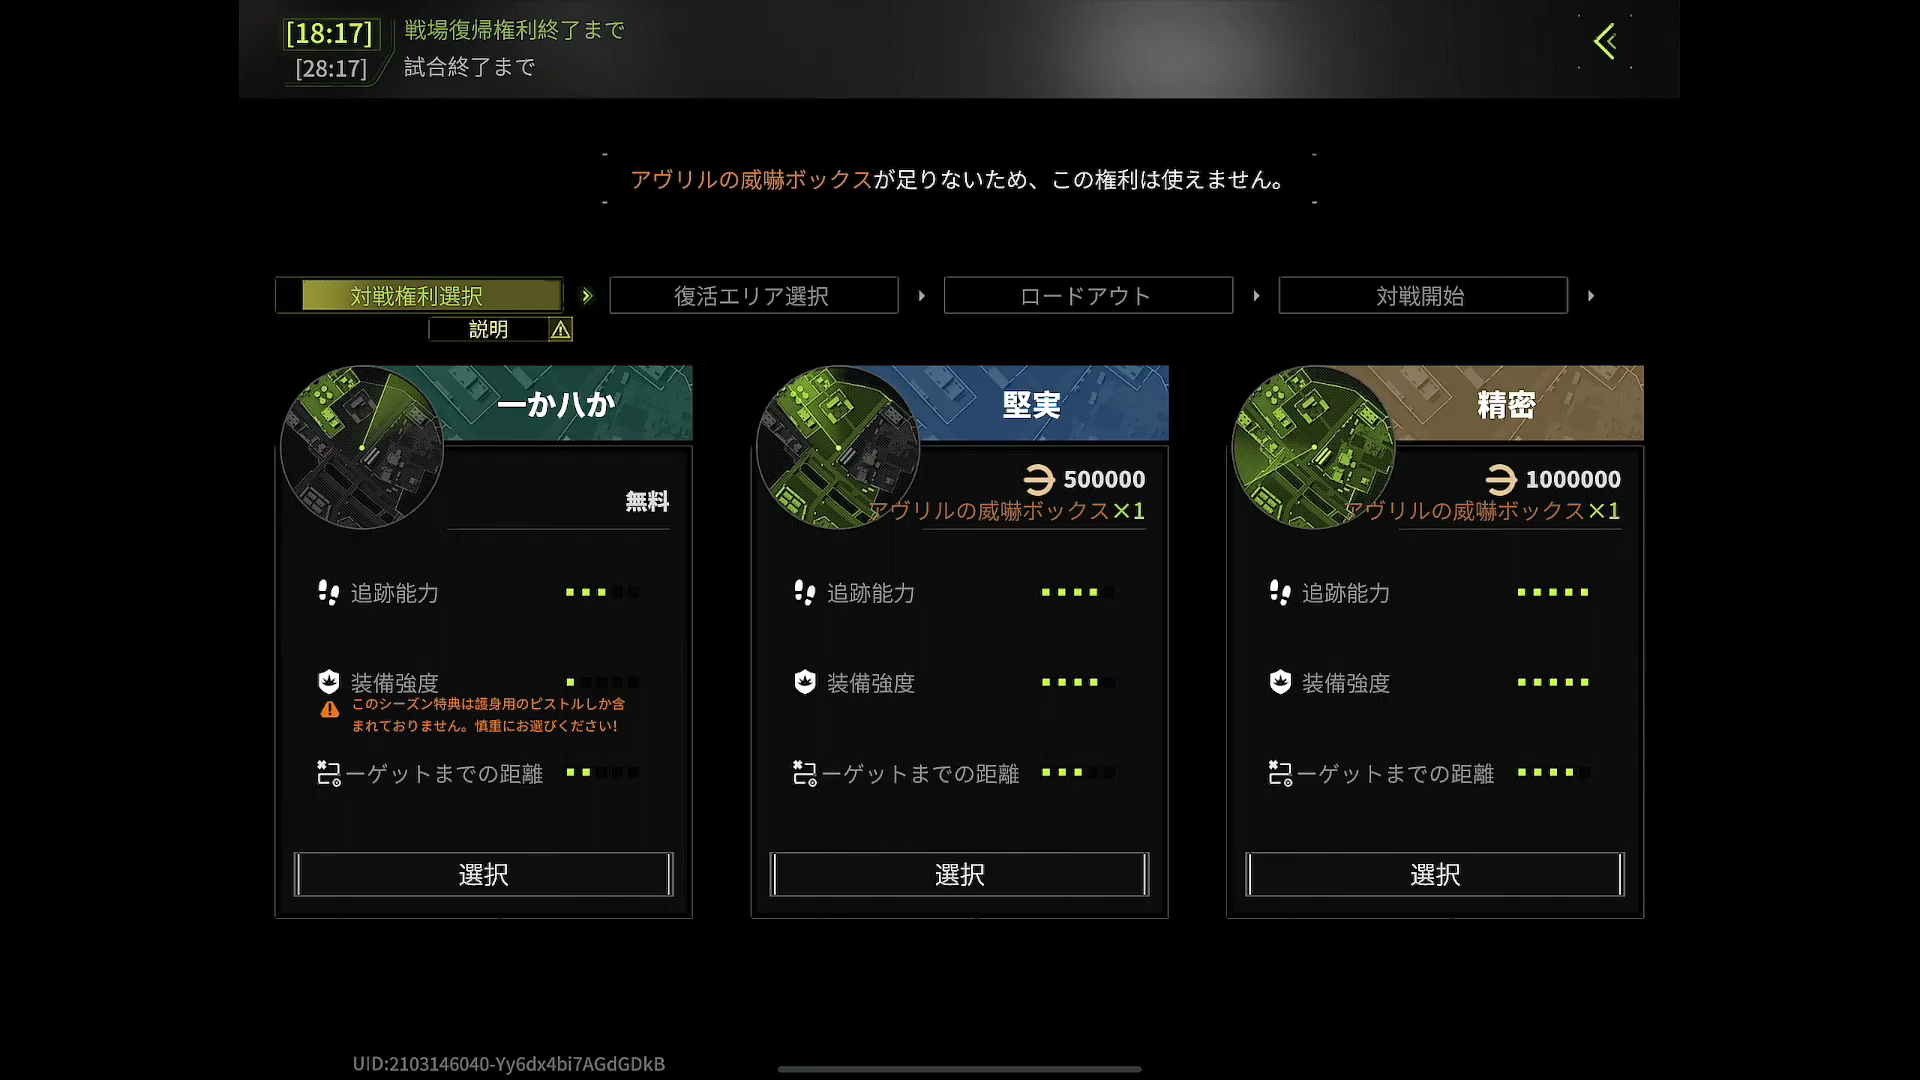 [18:17] 戦場復帰権利終了まで
[28:17] 試合終了まで
アヴリルの威嚇ボックスが足りないため、この権利は使えません。
対戦権利選択
復活エリア選択
ロードアウト
対戦開始
説明
一か八か
無料
追跡能力
装備強度
このシーズン特典は護身用のピストルしか含
まれておりません。慎重にお選びください!
ーゲットまでの距離
選択
堅実
500000
アヴリルの威嚇ボックス×1
追跡能力
装備強度
ーゲットまでの距離
選択
精密
1000000
アヴリルの威嚇ボックス×1
追跡能力
装備強度
ーゲットまでの距離
選択
UID:2103146040-Yy6dx4bi7AGdGDkB